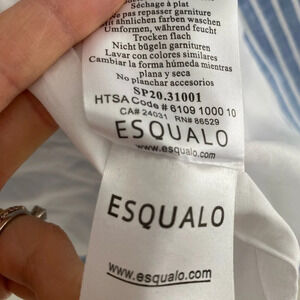 Séchage à plat
Ne pas repasser garniture
Mit ähnlichen farben waschen
Umformen, während feucht
Trocken flach
Nicht bügeln garniture
Lavar con colores similares
Cambiar la forma húmeda mientras
plana y seca
No planchar accesorios
SP20.31001
HTSA Code # 6109 1000 10
CA# 24031 RN# 86529
ESQUALO
www.esqualo.com
ESQUALO
www.esqualo.com